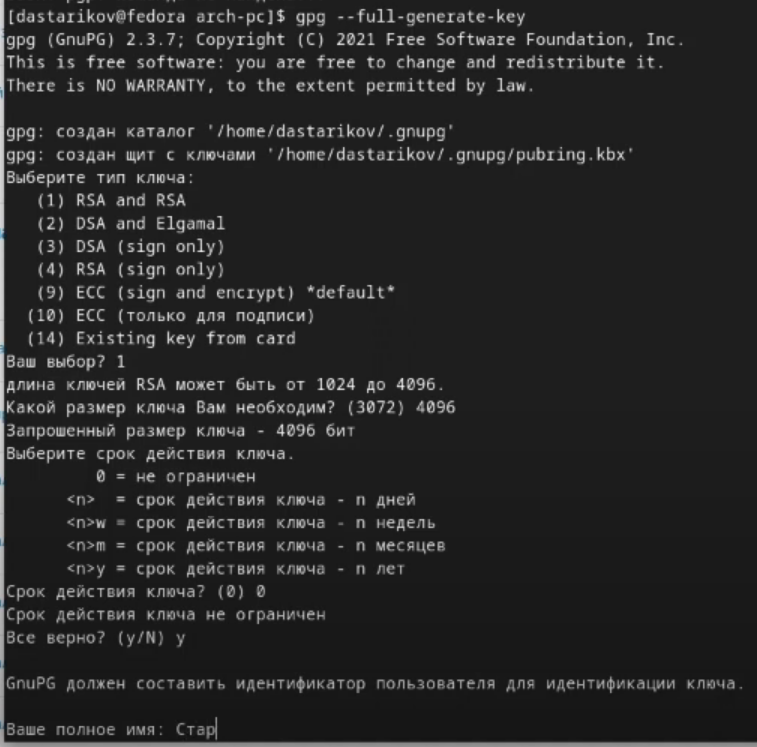 [dastarikov@fedora arch-pc]$ gpg --full-generate-key
gpg (GnuPG) 2.3.7; Copyright (C) 2021 Free Software Foundation, Inc.
This is free software: you are free to change and redistribute it.
There is NO WARRANTY, to the extent permitted by law.
gpg: создан каталог '/home/dastarikov/.gnupg'
gpg: создан щит с ключами '/home/dastarikov/.gnupg/pubring.kbx'
Выберите тип ключа:
(1) RSA and RSA
(2) DSA and Elgamal
(3) DSA (sign only)
(4) RSA (sign only)
(9) ECC (sign and encrypt) *default*
(10) ECC (только для подписи)
(14) Existing key from card
Ваш выбор? 1
длина ключей RSA может быть от 1024 до 4096.
Какой размер ключа Вам необходим? (3072) 4096
Запрошенный размер ключа - 4096 бит
Выберите срок действия ключа.
0 = не ограничен
<n>  = срок действия ключа - n дней
<n>w = срок действия ключа - n недель
<n>m = срок действия ключа - n месяцев
<n>y = срок действия ключа - n лет
Срок действия ключа? (0) 0
Срок действия ключа не ограничен
Все верно? (y/N) y
GnuPG должен составить идентификатор пользователя для идентификации ключа.
Ваше полное имя: Стар